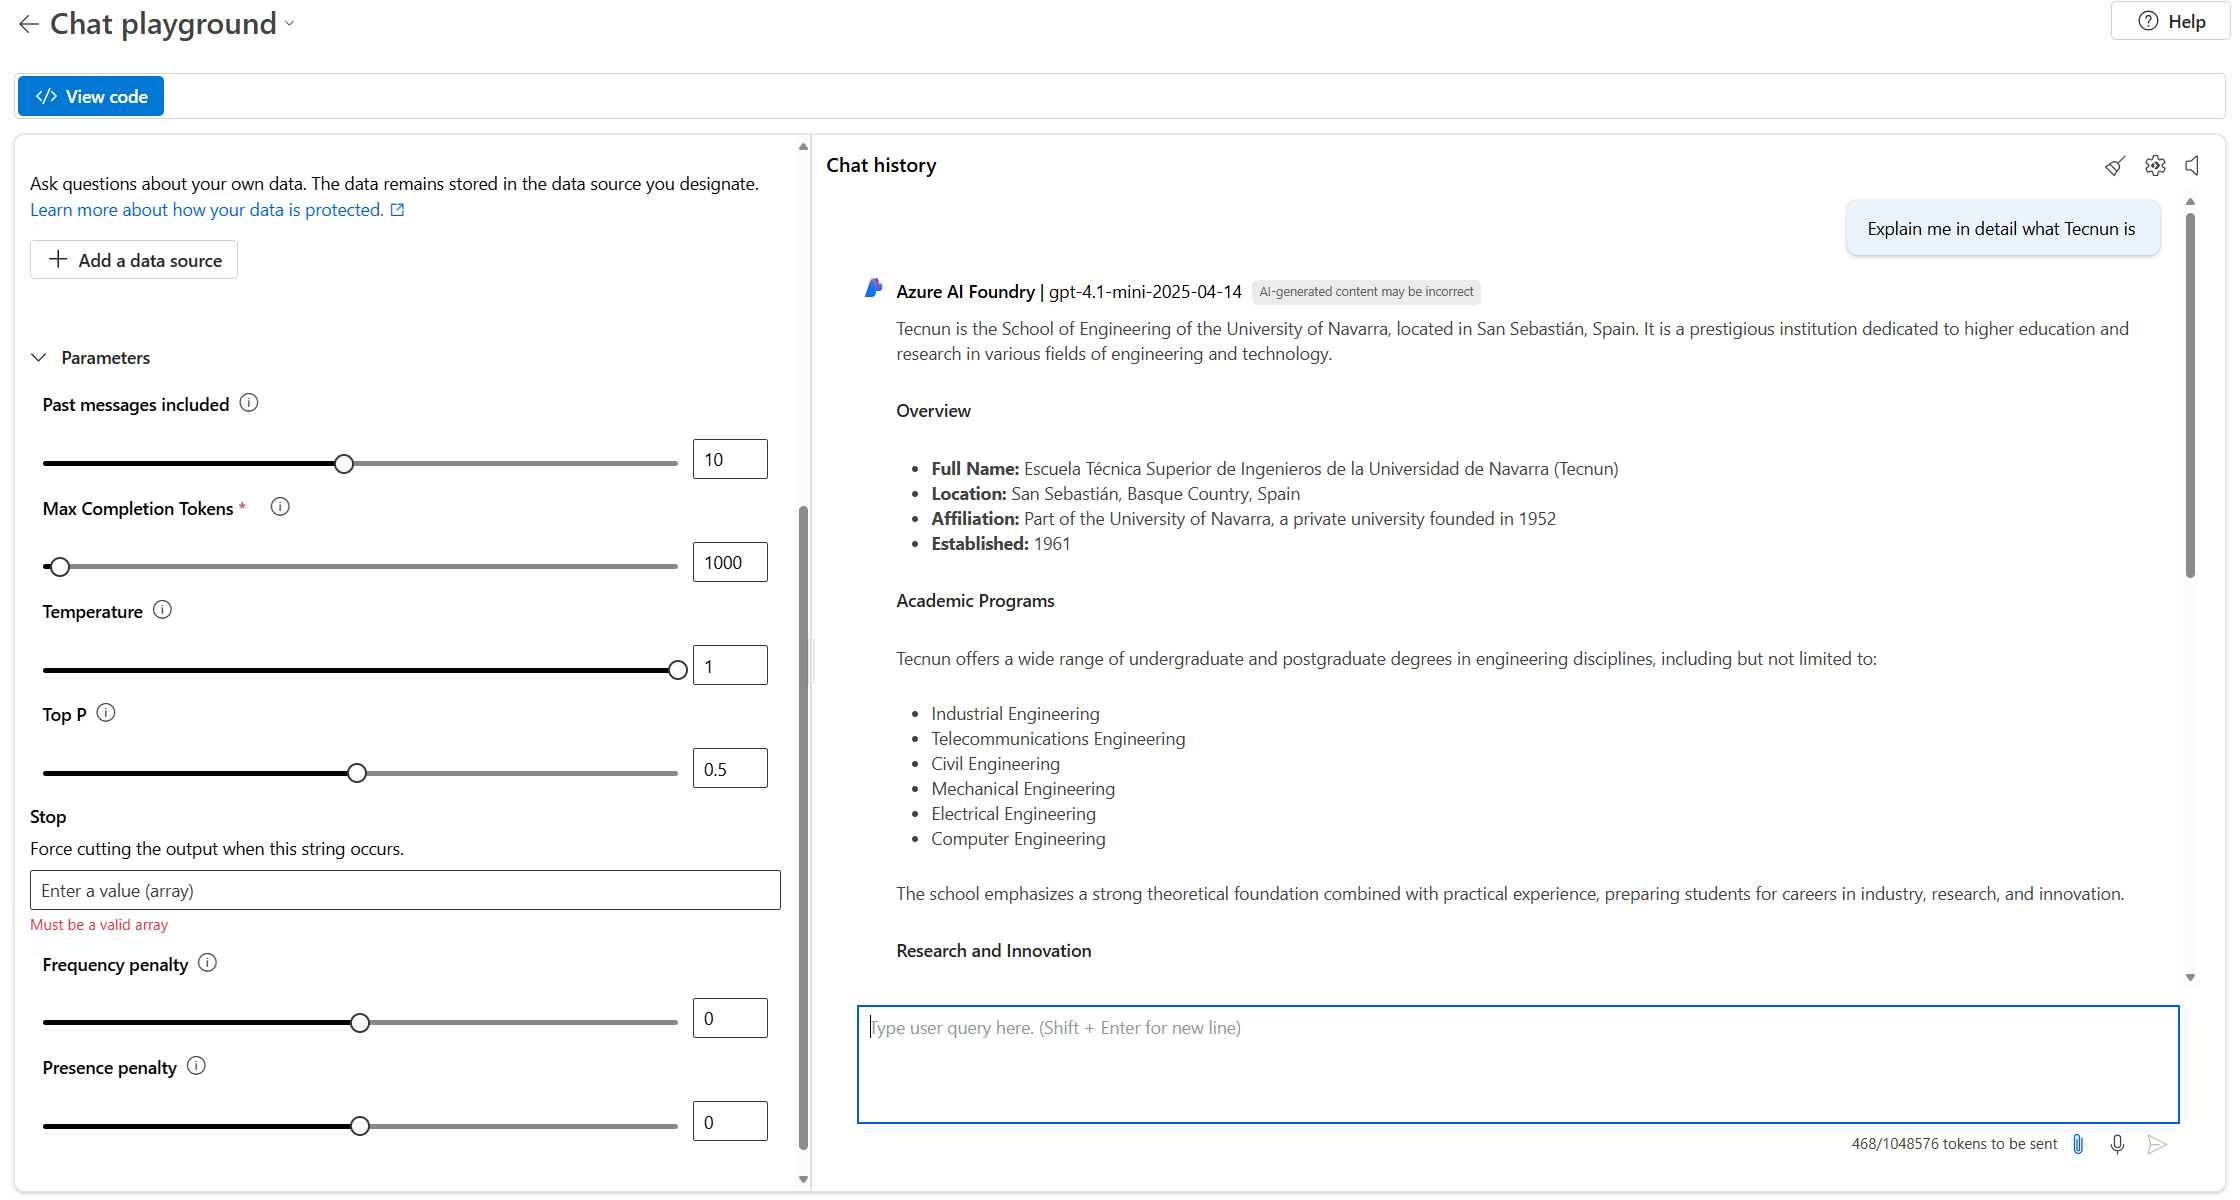 Chat playground
Help
</> View code
Ask questions about your own data. The data remains stored in the data source you designate.
Learn more about how your data is protected.
Add a data source
Parameters
Past messages included
10
Max Completion Tokens *
1000
Temperature
1
Top P
0.5
Stop
Force cutting the output when this string occurs.
Enter a value (array)
Must be a valid array
Frequency penalty
0
Presence penalty
0
Chat history
Explain me in detail what Tecnun is
Azure AI Foundry | gpt-4.1-mini-2025-04-14 AI-generated content may be incorrect
Tecnun is the School of Engineering of the University of Navarra, located in San Sebastián, Spain. It is a prestigious institution dedicated to higher education and
research in various fields of engineering and technology.
Overview
• Full Name: Escuela Técnica Superior de Ingenieros de la Universidad de Navarra (Tecnun)
• Location: San Sebastián, Basque Country, Spain
• Affiliation: Part of the University of Navarra, a private university founded in 1952
• Established: 1961
Academic Programs
Tecnun offers a wide range of undergraduate and postgraduate degrees in engineering disciplines, including but not limited to:
• Industrial Engineering
• Telecommunications Engineering
• Civil Engineering
• Mechanical Engineering
• Electrical Engineering
• Computer Engineering
The school emphasizes a strong theoretical foundation combined with practical experience, preparing students for careers in industry, research, and innovation.
Research and Innovation
Type user query here. (Shift + Enter for new line)
468/1048576 tokens to be sent